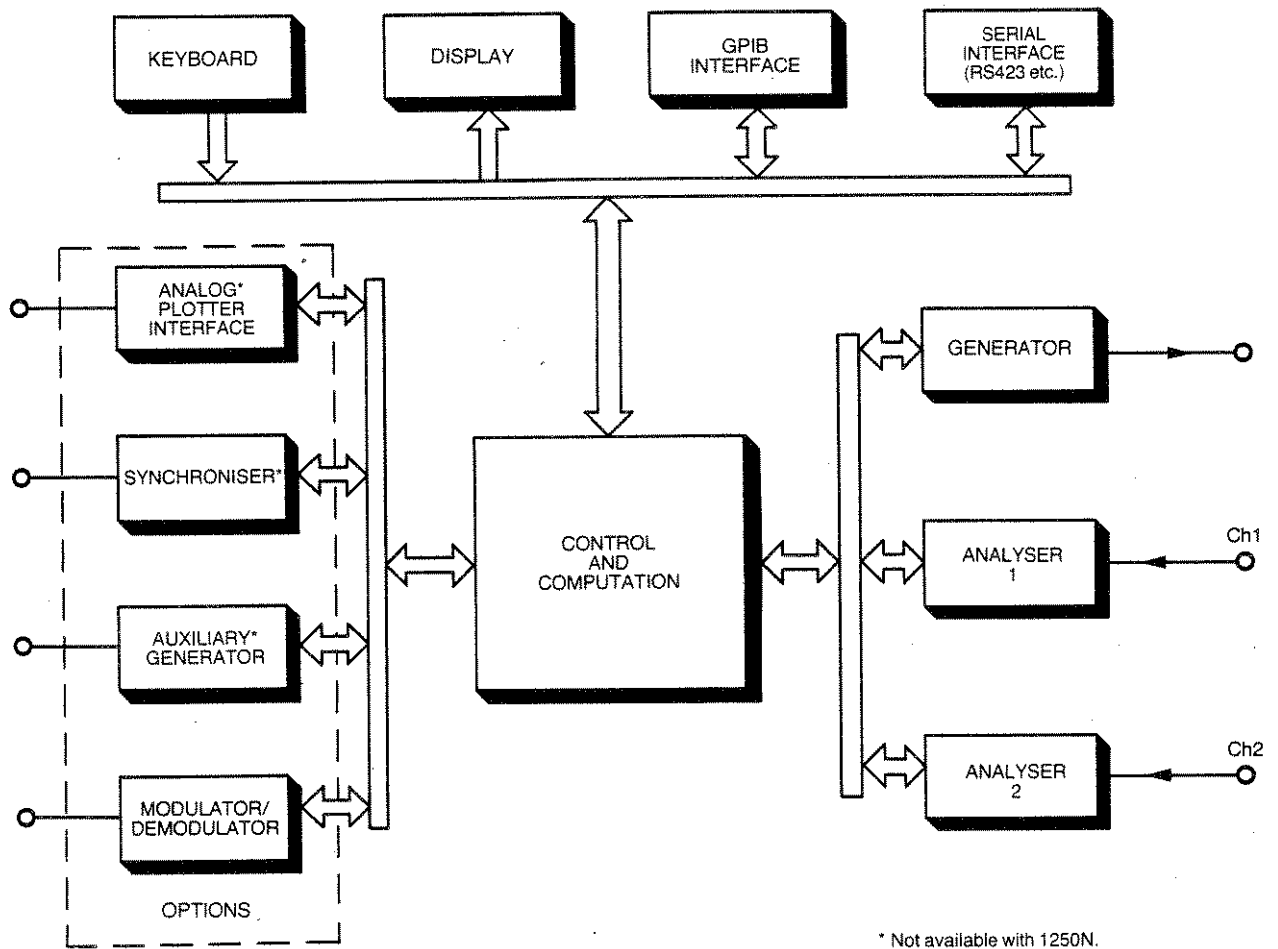 KEYBOARD
DISPLAY
GPIB
INTERFACE
SERIAL
INTERFACE
(RS423 etc.)
ANALOG*
PLOTTER
INTERFACE
SYNCHRONISER*
AUXILIARY*
GENERATOR
MODULATOR/
DEMODULATOR
OPTIONS
CONTROL
AND
COMPUTATION
GENERATOR
ANALYSER
1
Ch1
ANALYSER
2
Ch2
* Not available with 1250N.